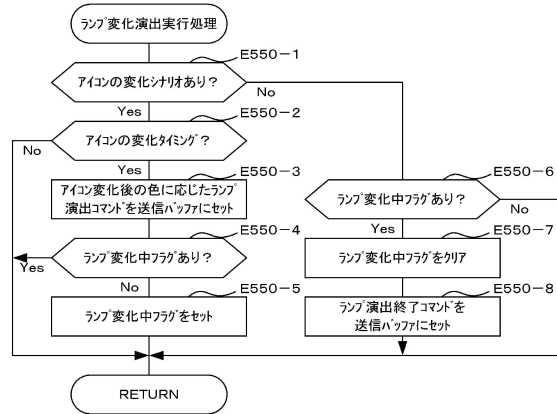 ランプ変化演出実行処理
E550-1
アイコンの変化シナリオあり?
No
Yes
E550-2
アイコンの変化タイミング?
No
Yes
E550-3
アイコン変化後の色に応じたランプ
演出コマンドを送信バッファにセット
E550-4
ランプ変化中フラグあり?
Yes
No
E550-5
ランプ変化中フラグをセット
E550-6
ランプ変化中フラグあり?
No
Yes
E550-7
ランプ変化中フラグをクリア
E550-8
ランプ演出終了コマンドを
送信バッファにセット
RETURN